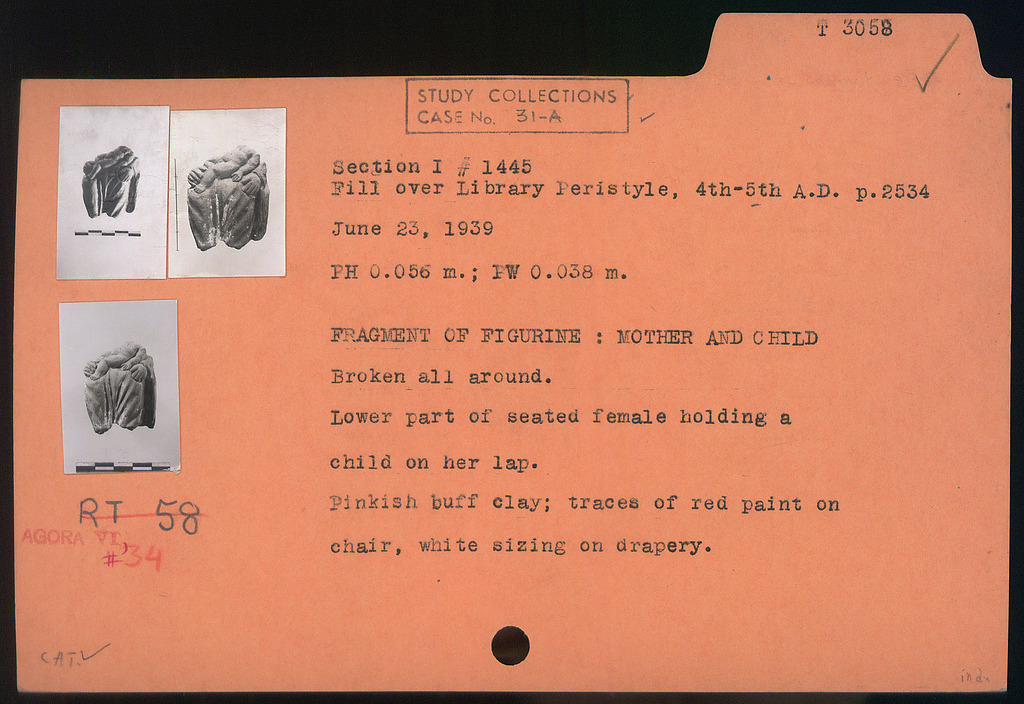 T 3058
STUDY COLLECTIONS
CASE No. 31-A
Section I # 1445
Fill over Library Peristyle, 4th-5th A.D. p.2534
June 23, 1939
PH 0.056 m.; PW 0.038 m.
FRAGMENT OF FIGURINE : MOTHER AND CHILD
Broken all around.
Lower part of seated female holding a
child on her lap.
Pinkish buff clay; traces of red paint on
chair, white sizing on drapery.
RT 58
AGORA VI,
#34
CAT.
ind.